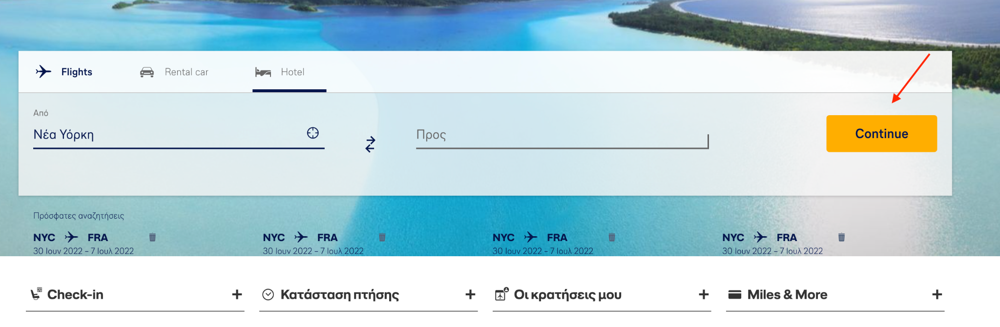 Flights
Rental car
Hotel
Από
Νέα Υόρκη
Προς
Continue
Πρόσφατες αναζητήσεις
NYC FRA
30 Ιουν 2022 – 7 Ιουλ 2022
NYC FRA
30 Ιουν 2022 – 7 Ιουλ 2022
NYC FRA
30 Ιουν 2022 – 7 Ιουλ 2022
NYC FRA
30 Ιουν 2022 – 7 Ιουλ 2022
Check-in +
Κατάσταση πτήσης +
Οι κρατήσεις μου +
Miles & More +